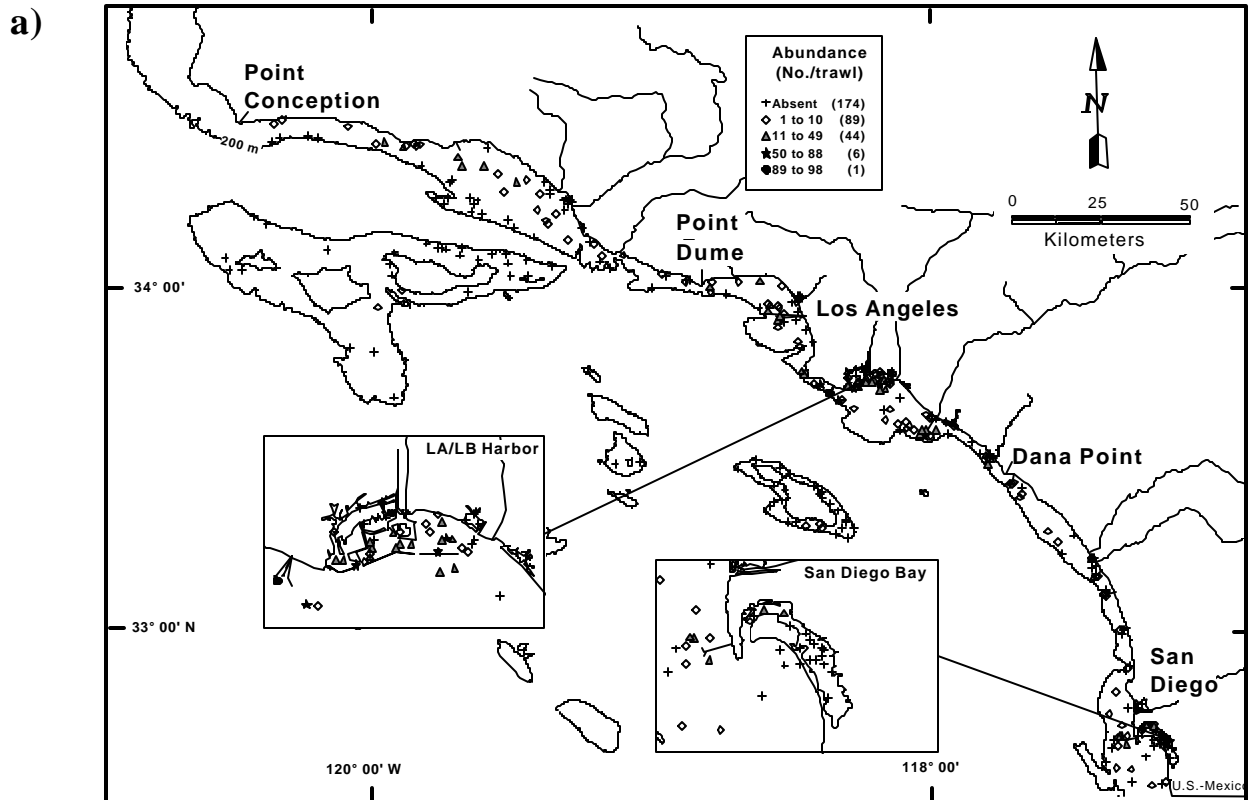 a)
Point
Conception
200 m
Abundance
(No./trawl)
Absent (174)
1 to 10 (89)
11 to 49 (44)
50 to 88 (6)
89 to 98 (1)
N
0 25 50
Kilometers
Point
Dume
34° 00'
Los Angeles
LA/LB Harbor
Dana Point
San Diego Bay
33° 00' N
San
Diego
120° 00' W
118° 00'
U.S.-Mexico